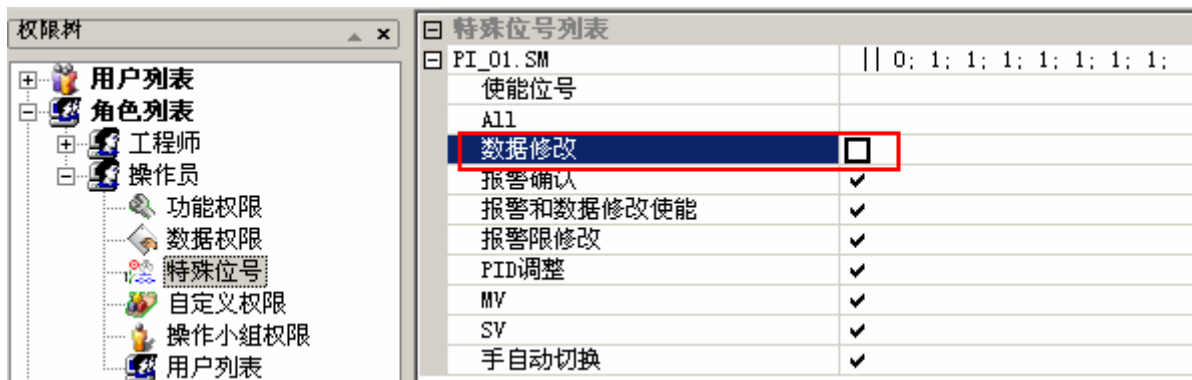 权限树
用户列表
角色列表
工程师
操作员
功能权限
数据权限
特殊位号
自定义权限
操作小组权限
用户列表
特殊位号列表
PI_01.SM || 0; 1; 1; 1; 1; 1; 1; 1;
使能位号
All
数据修改
报警确认
报警和数据修改使能
报警限修改
PID调整
MV
SV
手自动切换